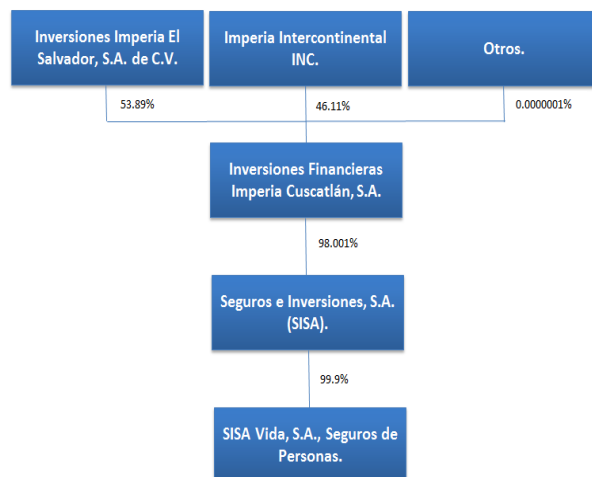 Inversiones Imperia El
Salvador, S.A. de C.V.
Imperia Intercontinental
INC.
Otros.
53.89%
46.11%
0.0000001%
Inversiones Financieras
Imperia Cuscatlán, S.A.
98.001%
Seguros e Inversiones, S.A.
(SISA).
99.9%
SISA Vida, S.A., Seguros de
Personas.